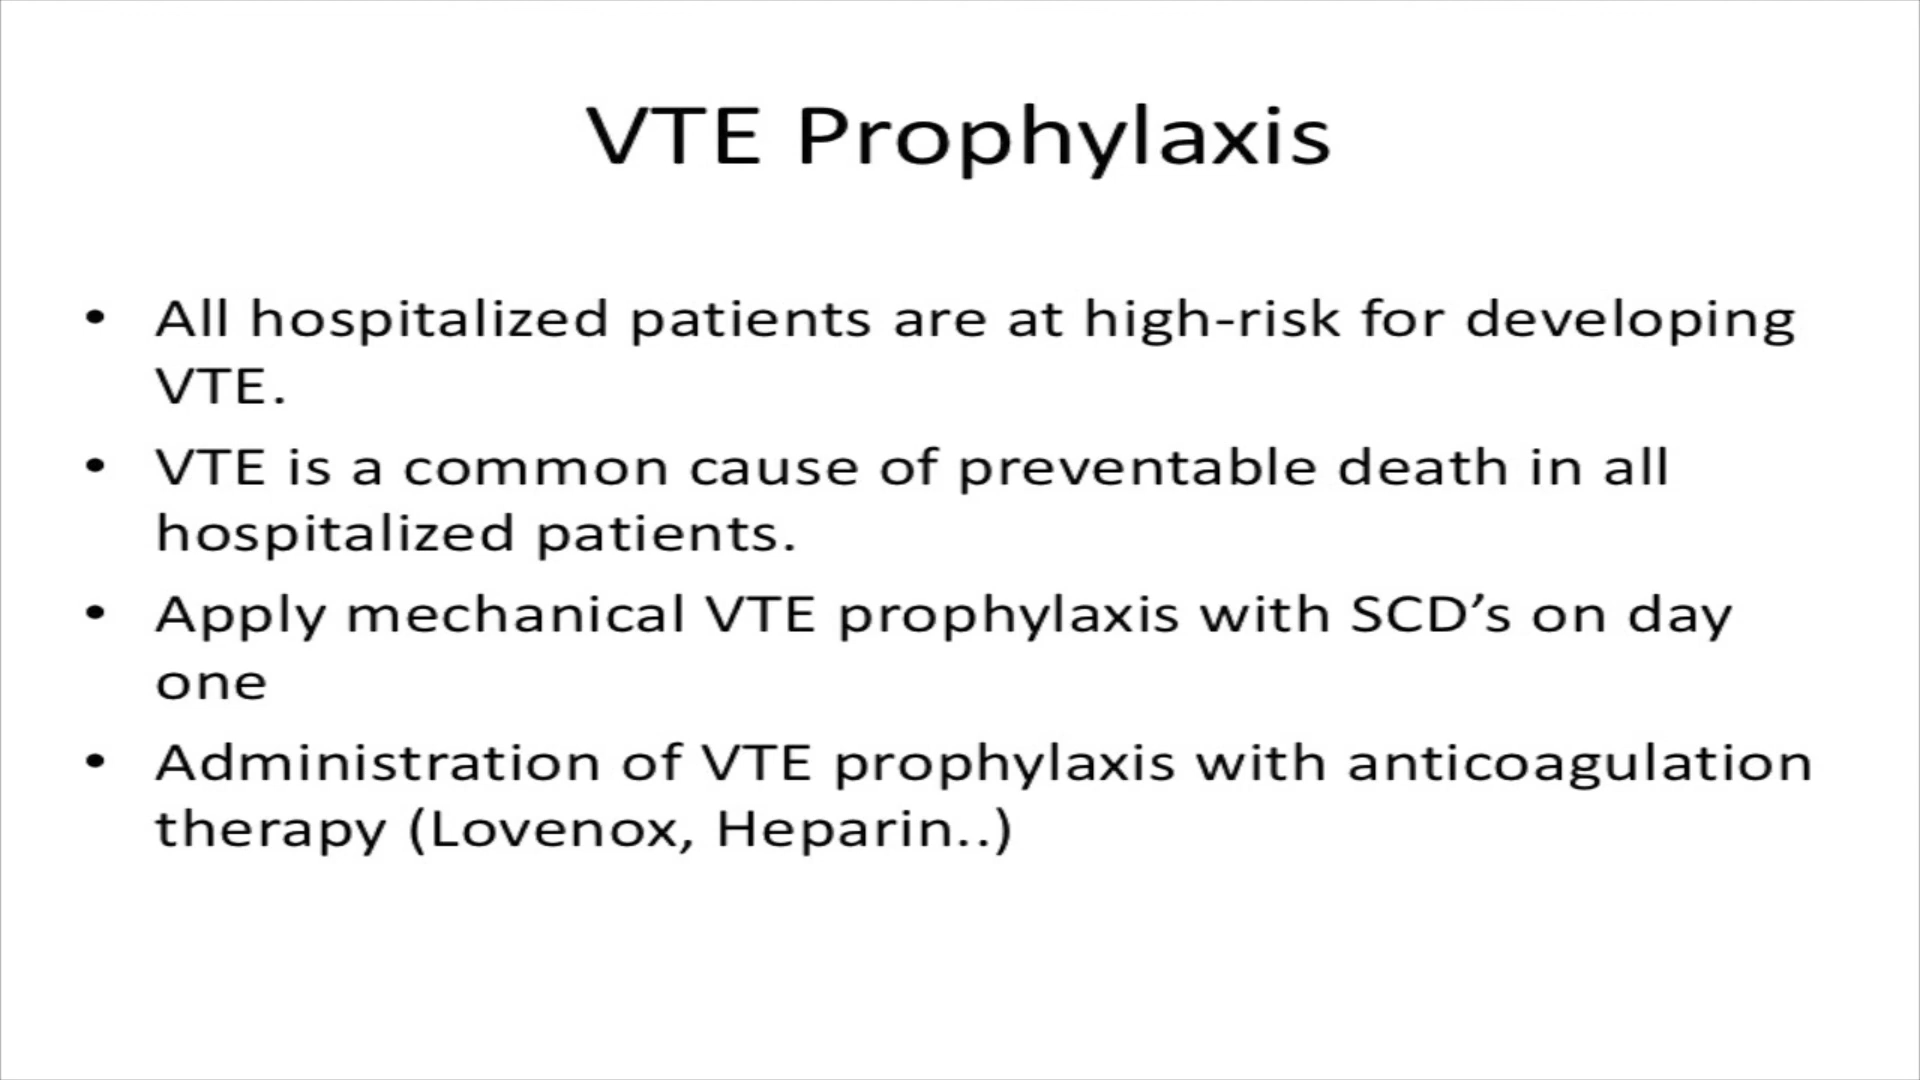 VTE Prophylaxis
• All hospitalized patients are at high-risk for developing
VTE.
• VTE is a common cause of preventable death in all
hospitalized patients.
• Apply mechanical VTE prophylaxis with SCD’s on day
one
• Administration of VTE prophylaxis with anticoagulation
therapy (Lovenox, Heparin..)